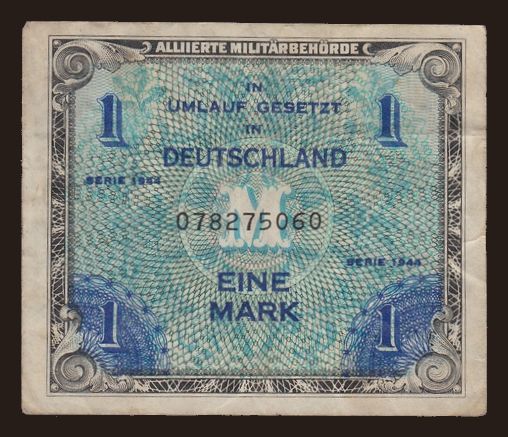 ALLIIERTE MILITÄRBEHÖRDE
IN
1 UMLAUF GESETZT 1
IN
DEUTSCHLAND
SERIE 1944
M
078275060
SERIE 1944
EINE
1 MARK 1